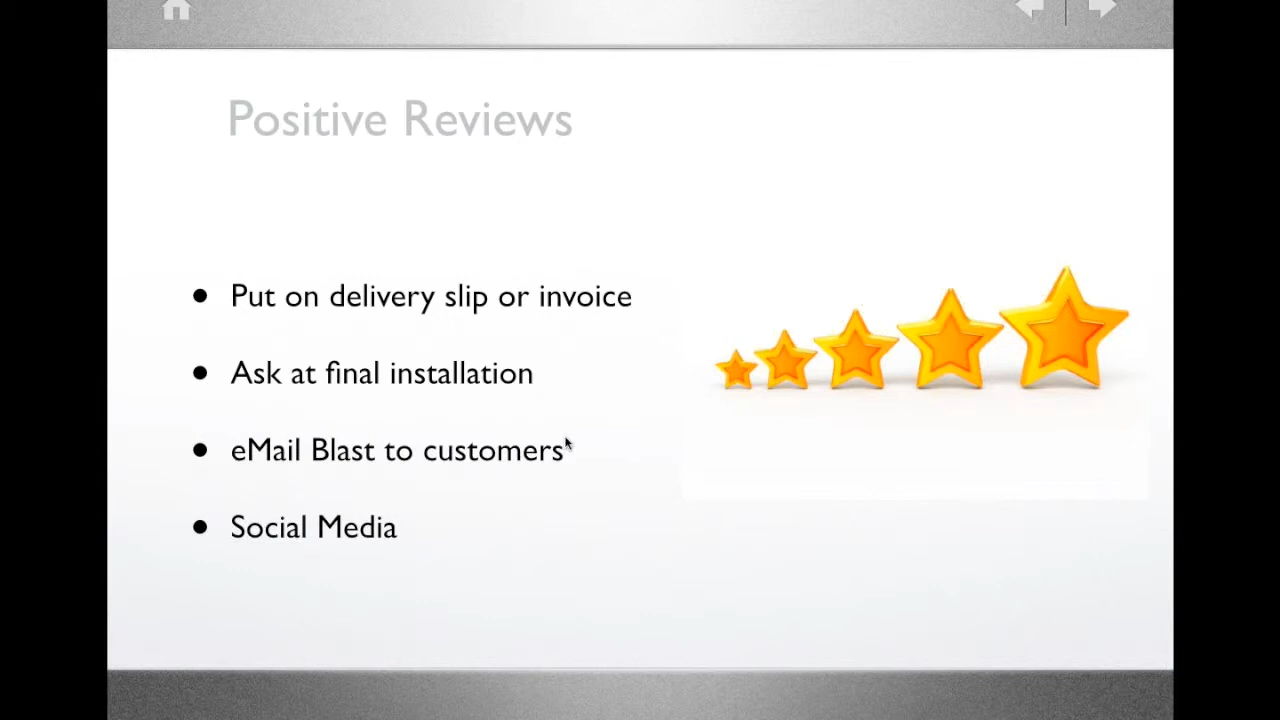 Positive Reviews
• Put on delivery slip or invoice
• Ask at final installation
• eMail Blast to customers
• Social Media